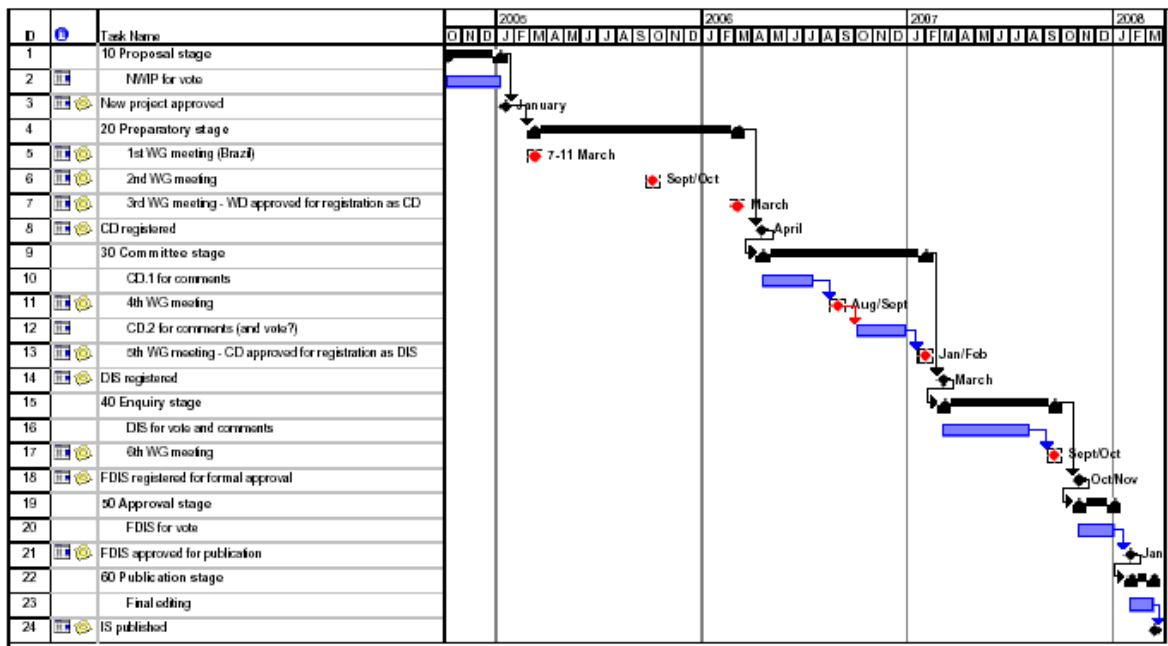 2005 2006 2007 2008
ID Task Name O N D J F M A M J J A S O N D J F M A M J J A S O N D J F M A M J J A S O N D J F M
1 10 Proposal stage
2 NWIP for vote
3 New project approved January
4 20 Preparatory stage
5 1st WG meeting (Brazil) 7-11 March
6 2nd WG meeting Sept/Oct
7 3rd WG meeting - WD approved for registration as CD March
8 CD registered April
9 30 Committee stage
10 CD.1 for comments
11 4th WG meeting Aug/Sept
12 CD.2 for comments (and vote?)
13 5th WG meeting - CD approved for registration as DIS Jan/Feb
14 DIS registered March
15 40 Enquiry stage
16 DIS for vote and comments
17 6th WG meeting Sept/Oct
18 FDIS registered for formal approval Oct/Nov
19 50 Approval stage
20 FDIS for vote
21 FDIS approved for publication Jan
22 60 Publication stage
23 Final editing
24 IS published